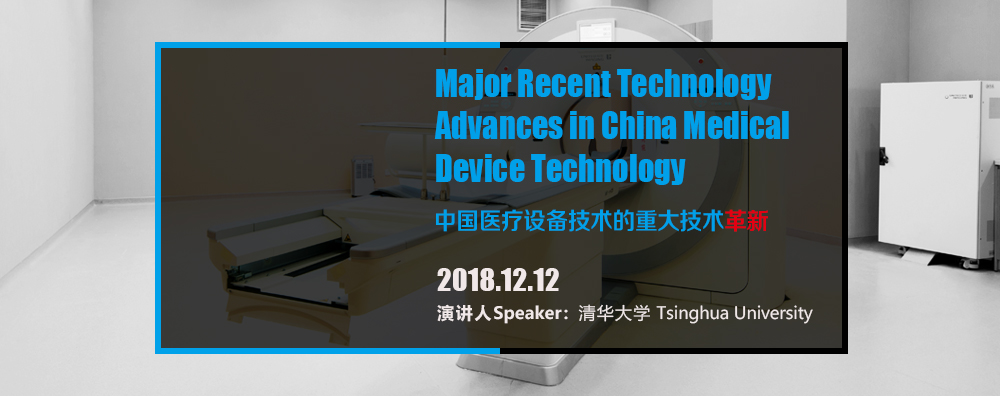 Major Recent Technology
Advances in China Medical
Device Technology
中国医疗设备技术的重大技术革新
2018.12.12
演讲人Speaker：清华大学 Tsinghua University